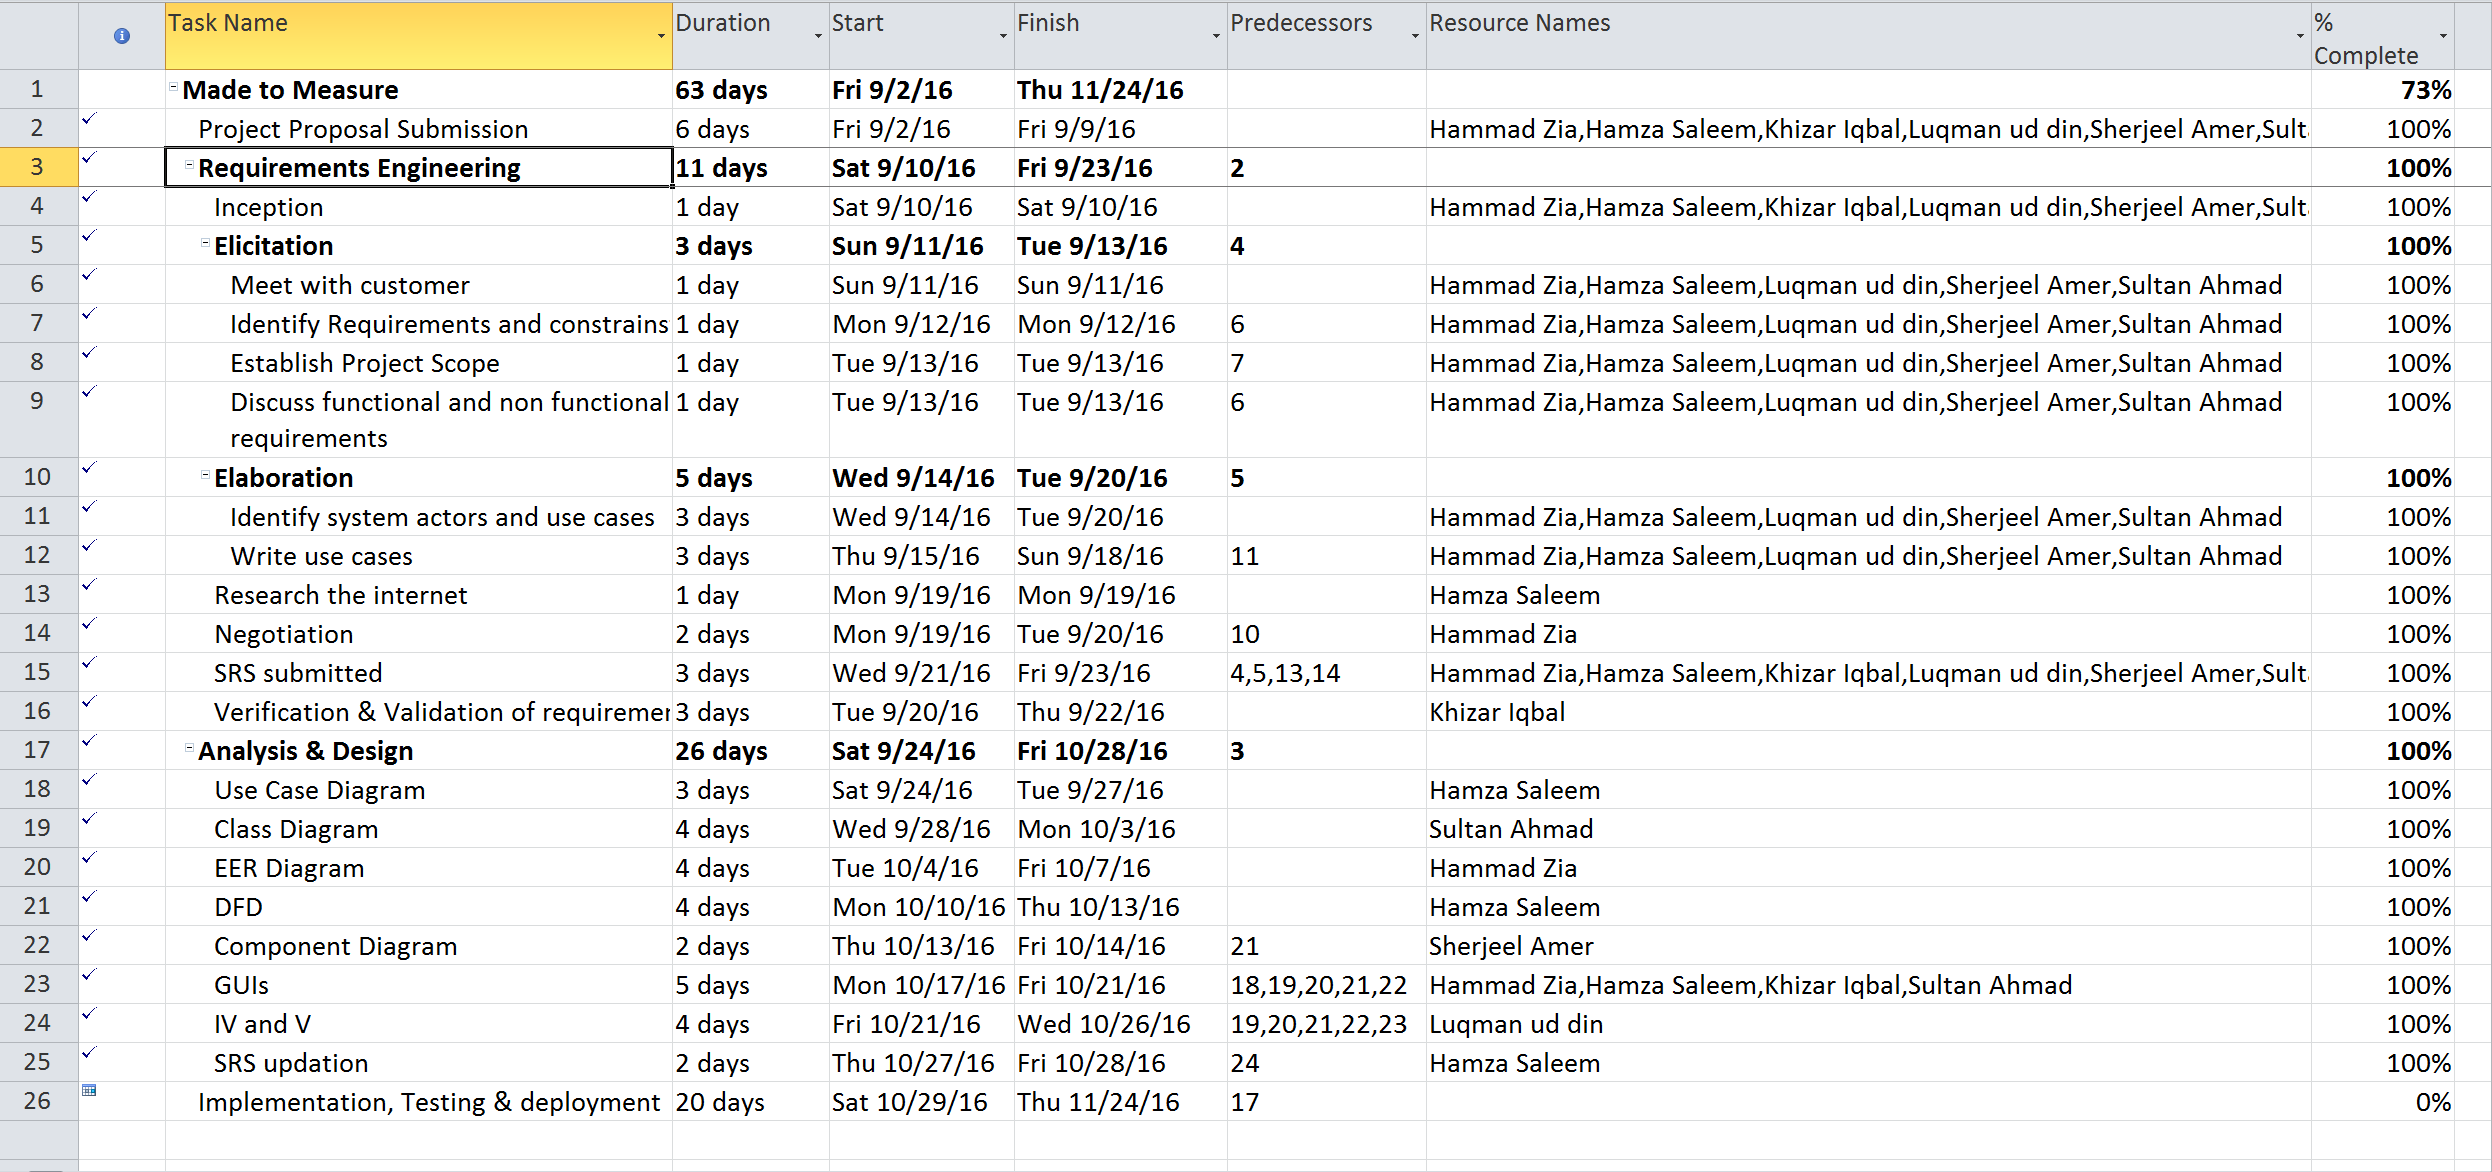 Task Name Duration Start Finish Predecessors Resource Names %
Complete
1 Made to Measure 63 days Fri 9/2/16 Thu 11/24/16 73%
2 Project Proposal Submission 6 days Fri 9/2/16 Fri 9/9/16 Hammad Zia,Hamza Saleem,Khizar Iqbal,Luqman ud din,Sherjeel Amer,Sult 100%
3 Requirements Engineering 11 days Sat 9/10/16 Fri 9/23/16 2 100%
4 Inception 1 day Sat 9/10/16 Sat 9/10/16 Hammad Zia,Hamza Saleem,Khizar Iqbal,Luqman ud din,Sherjeel Amer,Sult 100%
5 Elicitation 3 days Sun 9/11/16 Tue 9/13/16 4 100%
6 Meet with customer 1 day Sun 9/11/16 Sun 9/11/16 Hammad Zia,Hamza Saleem,Luqman ud din,Sherjeel Amer,Sultan Ahmad 100%
7 Identify Requirements and constrains 1 day Mon 9/12/16 Mon 9/12/16 6 Hammad Zia,Hamza Saleem,Luqman ud din,Sherjeel Amer,Sultan Ahmad 100%
8 Establish Project Scope 1 day Tue 9/13/16 Tue 9/13/16 7 Hammad Zia,Hamza Saleem,Luqman ud din,Sherjeel Amer,Sultan Ahmad 100%
9 Discuss functional and non functional 1 day Tue 9/13/16 Tue 9/13/16 6 Hammad Zia,Hamza Saleem,Luqman ud din,Sherjeel Amer,Sultan Ahmad 100%
requirements
10 Elaboration 5 days Wed 9/14/16 Tue 9/20/16 5 100%
11 Identify system actors and use cases 3 days Wed 9/14/16 Tue 9/20/16 Hammad Zia,Hamza Saleem,Luqman ud din,Sherjeel Amer,Sultan Ahmad 100%
12 Write use cases 3 days Thu 9/15/16 Sun 9/18/16 11 Hammad Zia,Hamza Saleem,Luqman ud din,Sherjeel Amer,Sultan Ahmad 100%
13 Research the internet 1 day Mon 9/19/16 Mon 9/19/16 Hamza Saleem 100%
14 Negotiation 2 days Mon 9/19/16 Tue 9/20/16 10 Hammad Zia 100%
15 SRS submitted 3 days Wed 9/21/16 Fri 9/23/16 4,5,13,14 Hammad Zia,Hamza Saleem,Khizar Iqbal,Luqman ud din,Sherjeel Amer,Sult 100%
16 Verification & Validation of requiremen 3 days Tue 9/20/16 Thu 9/22/16 Khizar Iqbal 100%
17 Analysis & Design 26 days Sat 9/24/16 Fri 10/28/16 3 100%
18 Use Case Diagram 3 days Sat 9/24/16 Tue 9/27/16 Hamza Saleem 100%
19 Class Diagram 4 days Wed 9/28/16 Mon 10/3/16 Sultan Ahmad 100%
20 EER Diagram 4 days Tue 10/4/16 Fri 10/7/16 Hammad Zia 100%
21 DFD 4 days Mon 10/10/16 Thu 10/13/16 Hamza Saleem 100%
22 Component Diagram 2 days Thu 10/13/16 Fri 10/14/16 21 Sherjeel Amer 100%
23 GUIs 5 days Mon 10/17/16 Fri 10/21/16 18,19,20,21,22 Hammad Zia,Hamza Saleem,Khizar Iqbal,Sultan Ahmad 100%
24 IV and V 4 days Fri 10/21/16 Wed 10/26/16 19,20,21,22,23 Luqman ud din 100%
25 SRS updation 2 days Thu 10/27/16 Fri 10/28/16 24 Hamza Saleem 100%
26 Implementation, Testing & deployment 20 days Sat 10/29/16 Thu 11/24/16 17 0%